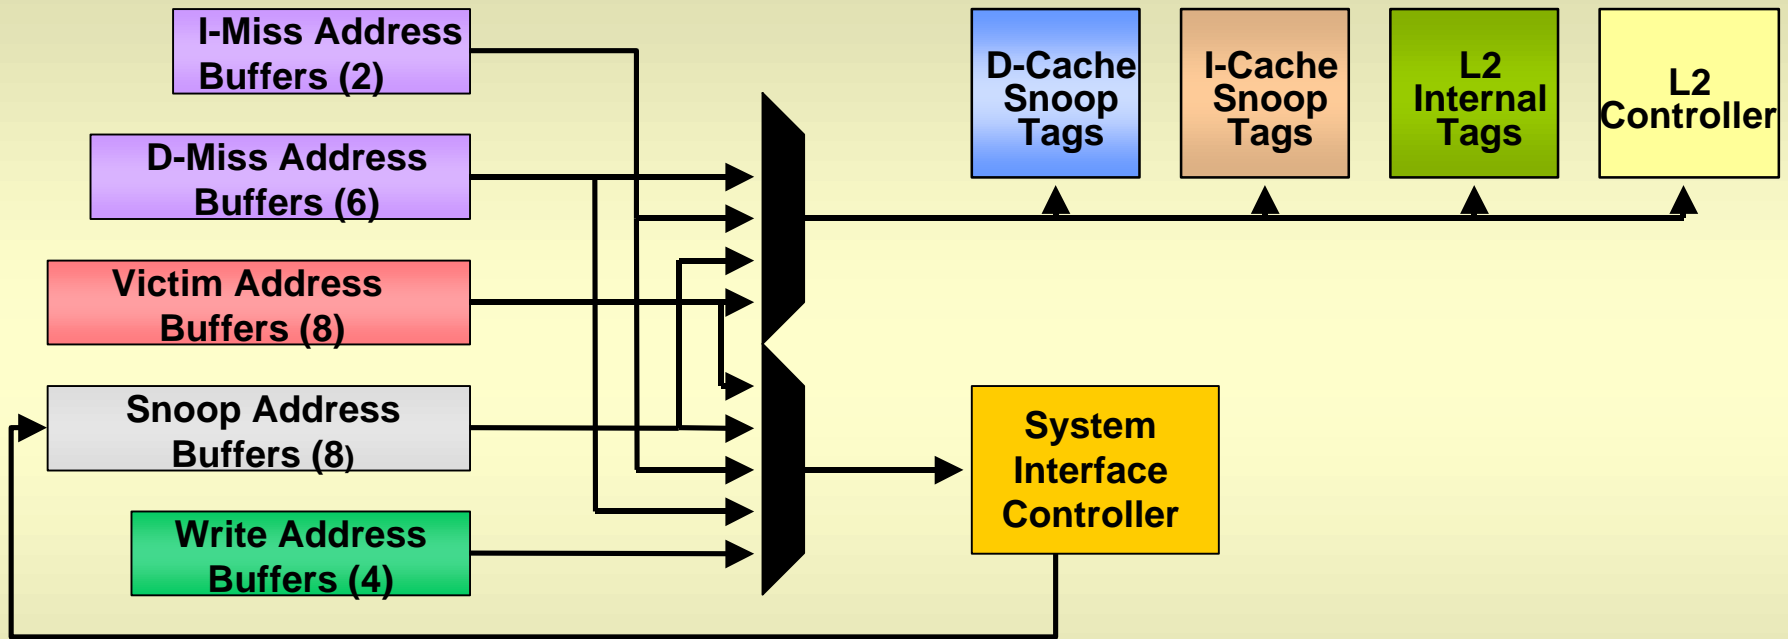 I-Miss Address
Buffers (2)
D-Miss Address
Buffers (6)
Victim Address
Buffers (8)
Snoop Address
Buffers (8)
Write Address
Buffers (4)
D-Cache
Snoop
Tags
I-Cache
Snoop
Tags
L2
Internal
Tags
L2
Controller
System
Interface
Controller